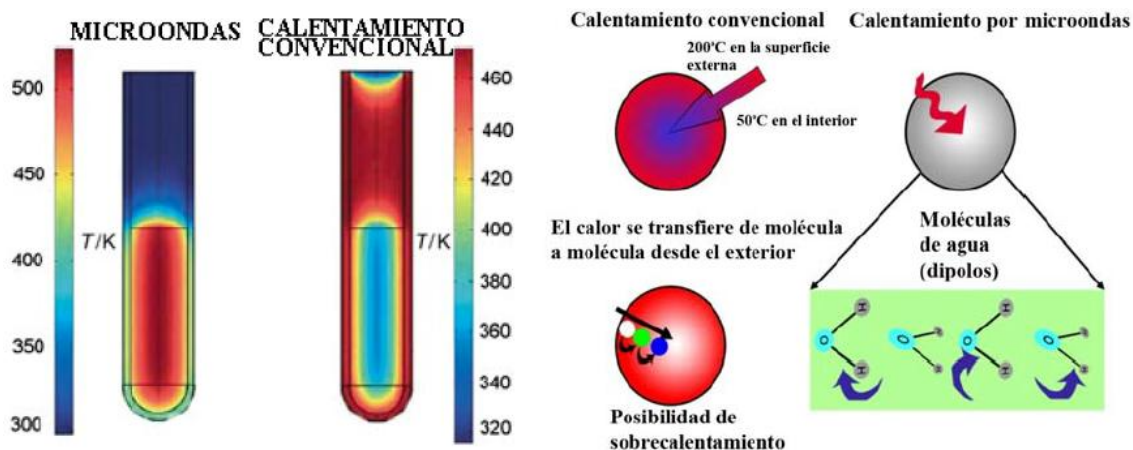 MICROONDAS
CALENTAMIENTO
CONVENCIONAL
500
450
T/K
400
350
300
460
440
420
T/K
400
380
360
340
320
Calentamiento convencional
200ºC en la superficie
externa
50ºC en el interior
El calor se transfiere de molécula
a molécula desde el exterior
Posibilidad de
sobrecalentamiento
Calentamiento por microondas
Moléculas
de agua
(dipolos)
H
O
H
O
H
H
H
O
H
O
H
H